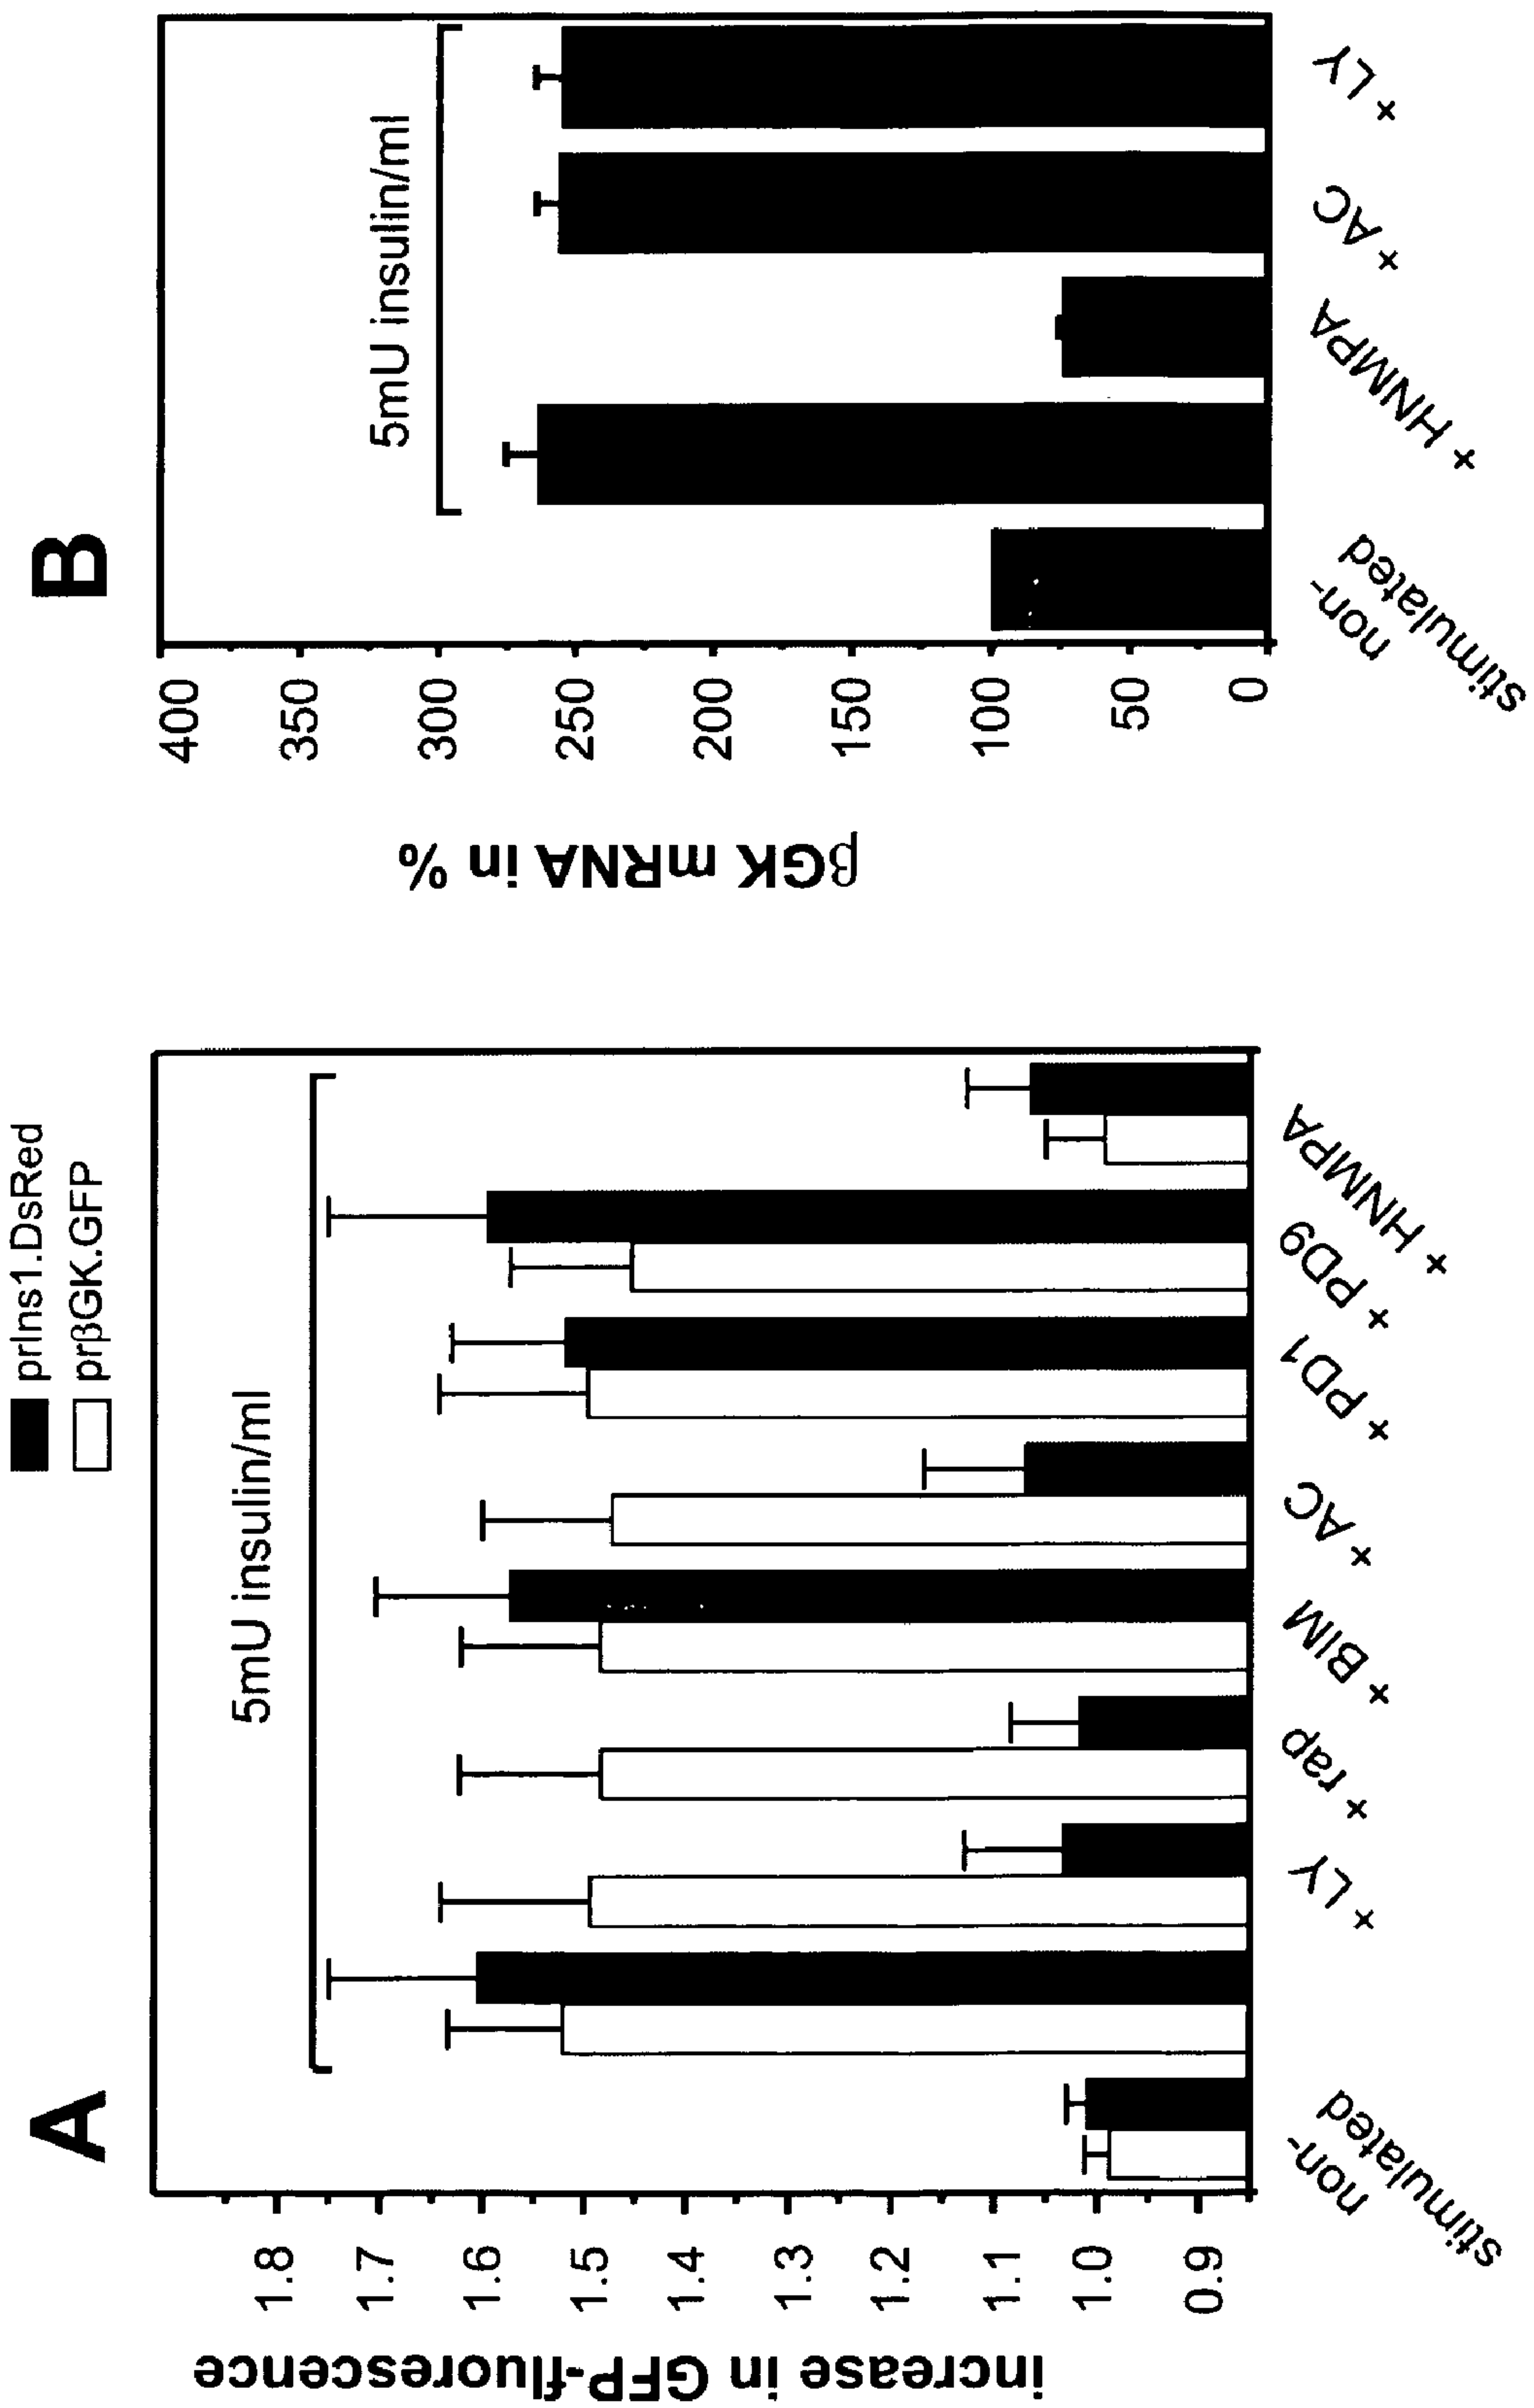 A
prIns1.DsRed
prβGK.GFP
increase in GFP-fluorescence
1.8
1.7
1.6
1.5
1.4
1.3
1.2
1.1
1.0
0.9
5mU insulin/ml
non-
stimulated
+ LY
+ rap
+ BIM
+ AC
+ PD1
+ PD9
+ HNMPA
B
βGK mRNA in %
400
350
300
250
200
150
100
50
0
5mU insulin/ml
non-
stimulated
+ HNMPA
+ AC
+ LY